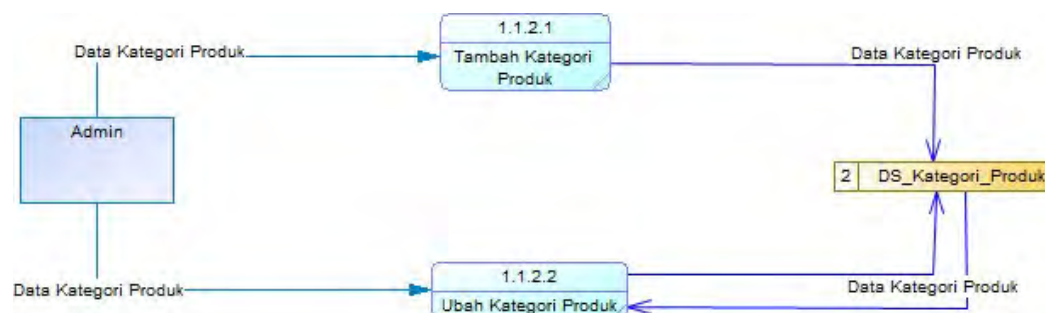 1.1.2.1
Data Kategori Produk
Tambah Kategori
Produk
Data Kategori Produk
Admin
2 DS_Kategori_Produk
1.1.2.2
Data Kategori Produk
Ubah Kategori Produk
Data Kategori Produk